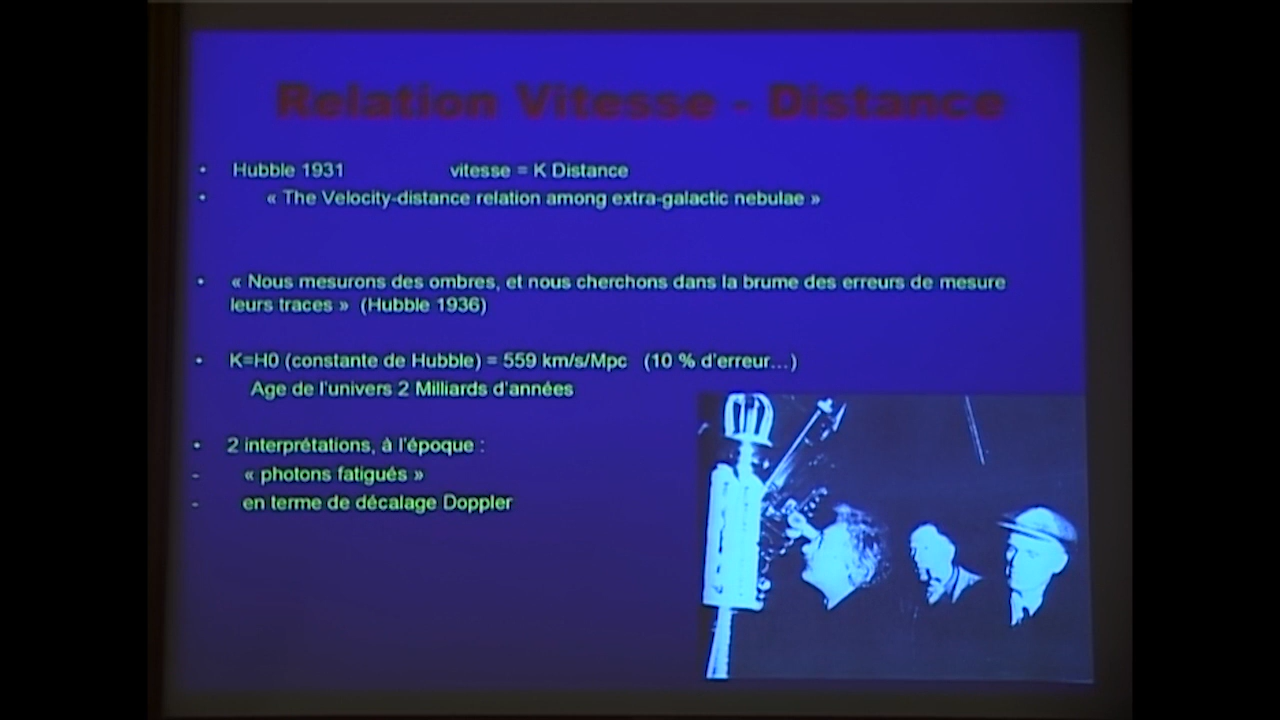 Relation Vitesse - Distance
• Hubble 1931 vitesse = K Distance
• « The Velocity-distance relation among extra-galactic nebulae »
• « Nous mesurons des ombres, et nous cherchons dans la brume des erreurs de mesure
leurs traces » (Hubble 1936)
• K=H0 (constante de Hubble) = 559 km/s/Mpc (10 % d'erreur…)
Age de l'univers 2 Milliards d'années
• 2 interprétations, à l'époque :
- « photons fatigués »
- en terme de décalage Doppler